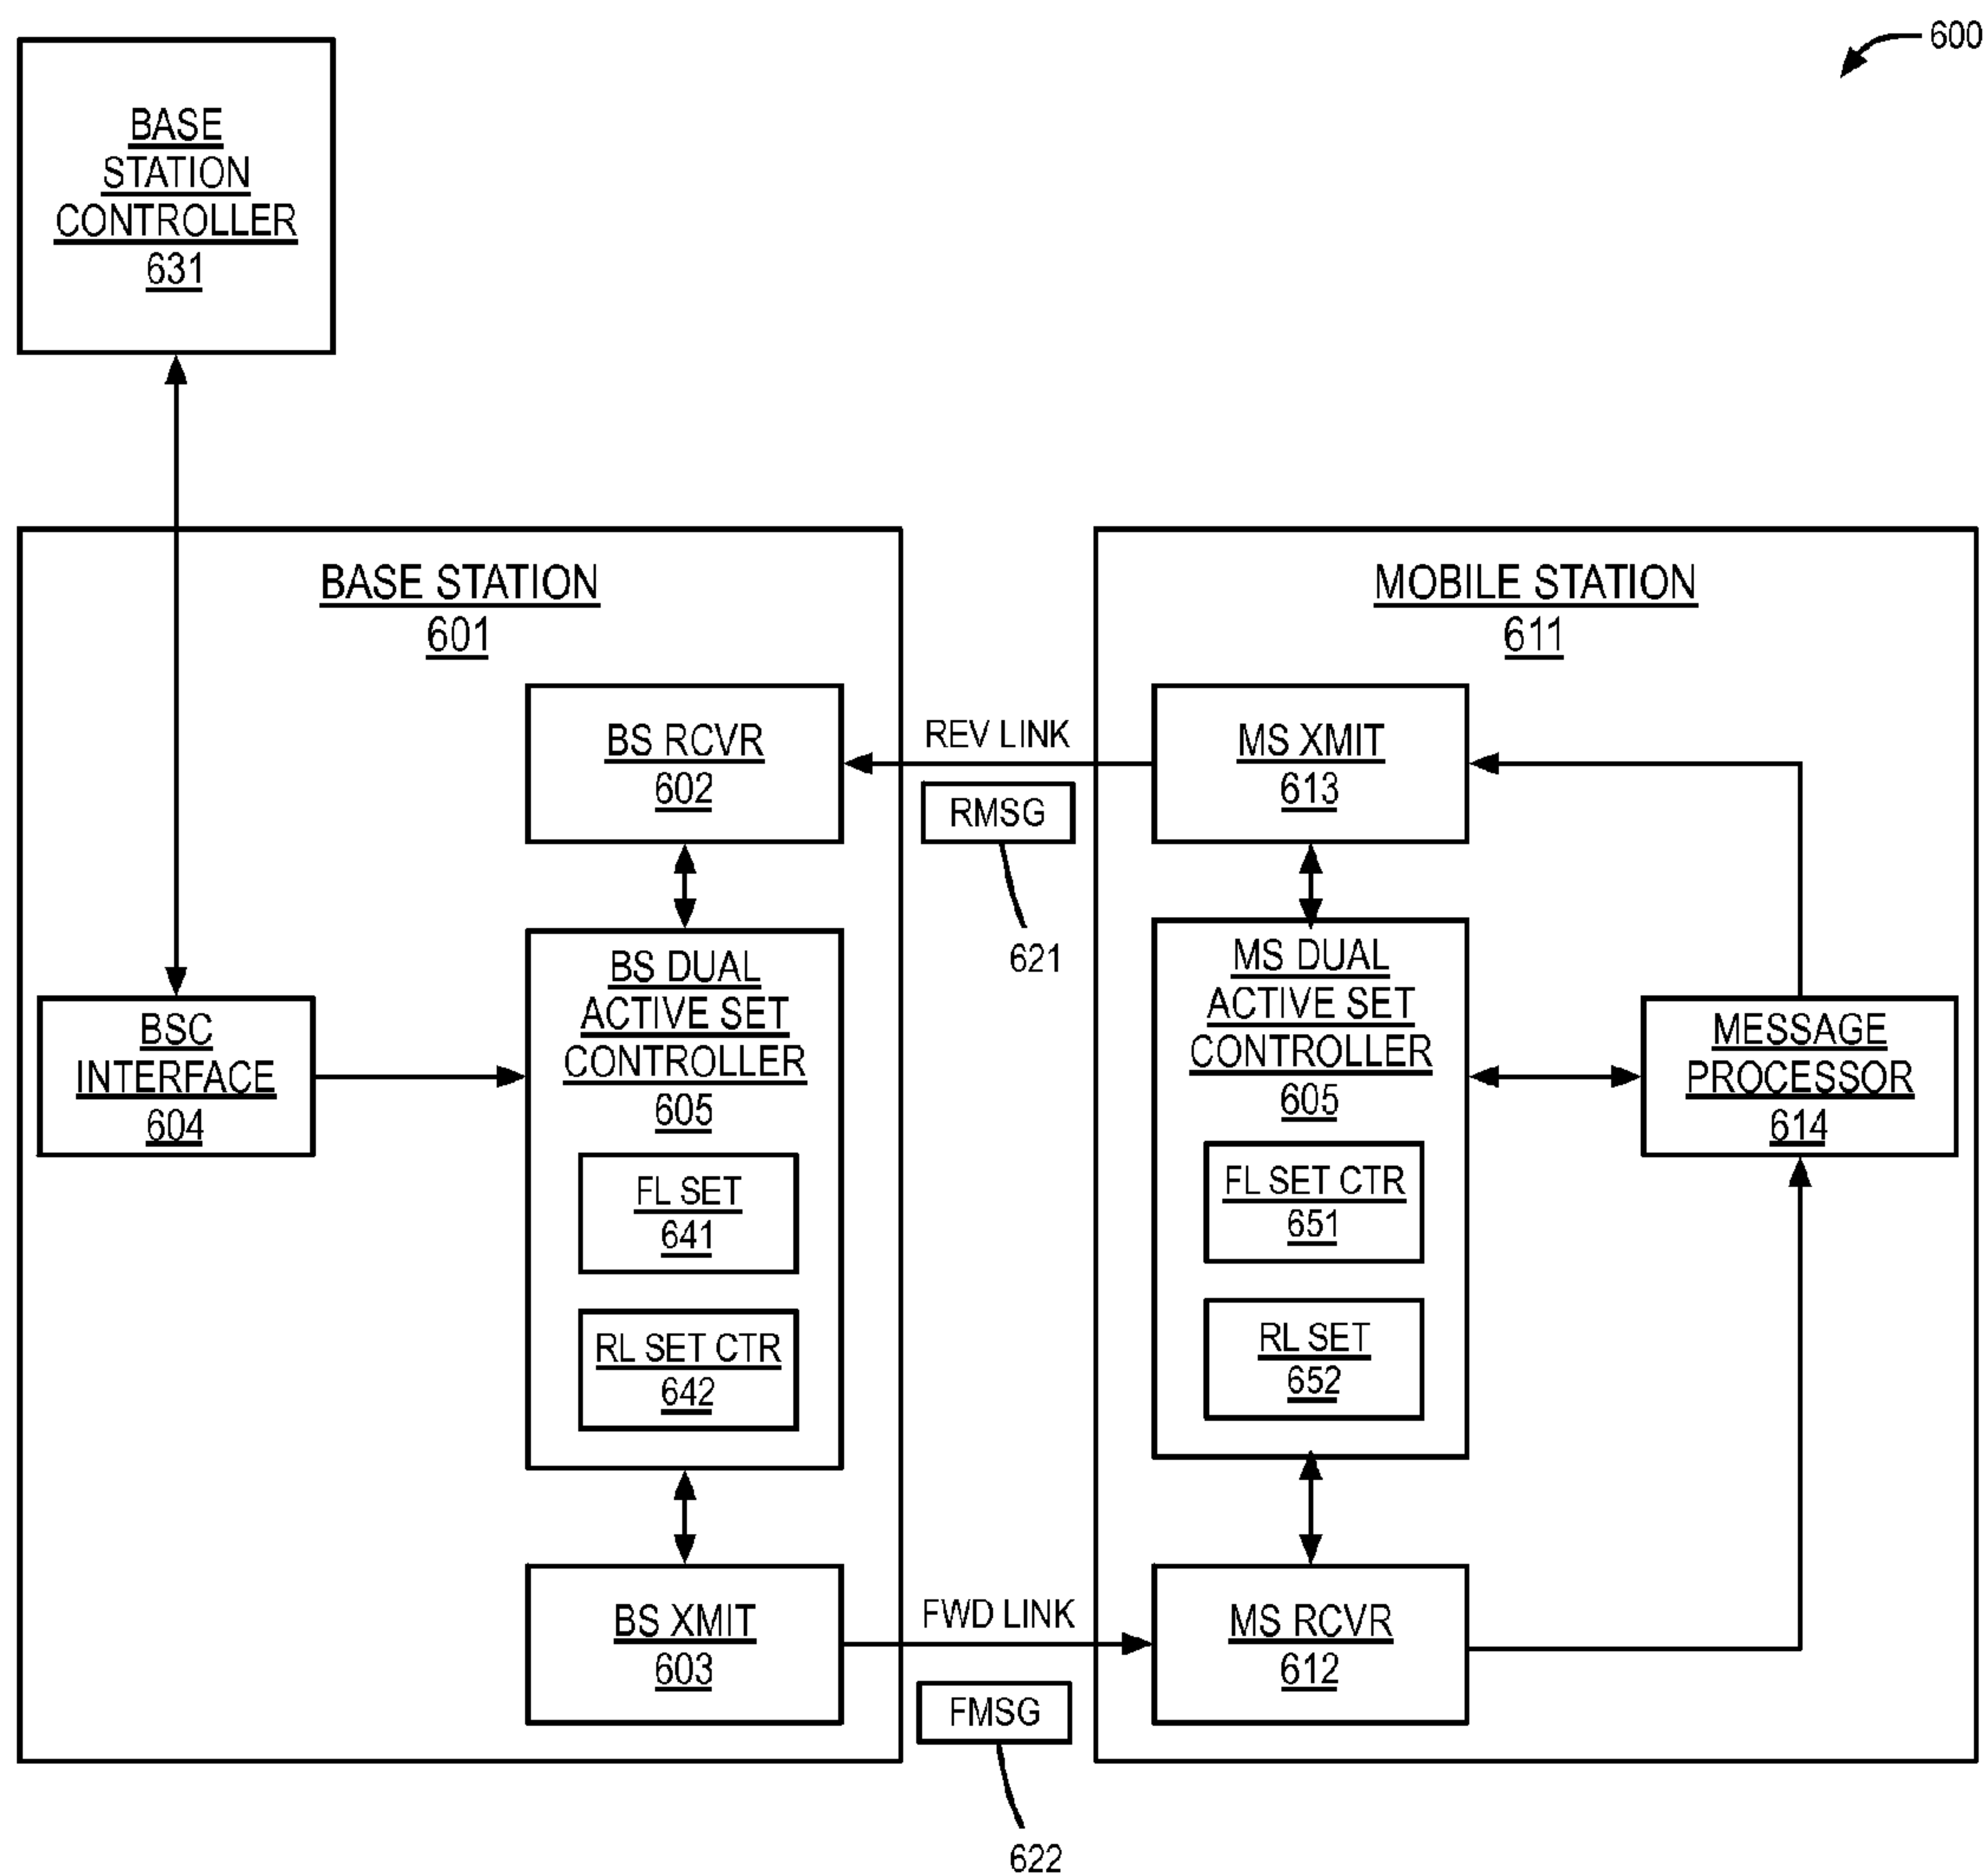 600
BASE
STATION
CONTROLLER
631
BASE STATION
601
MOBILE STATION
611
BS RCVR
602
REV LINK
RMSG
621
MS XMIT
613
BSC
INTERFACE
604
BS DUAL
ACTIVE SET
CONTROLLER
605
FL SET
641
RL SET CTR
642
MS DUAL
ACTIVE SET
CONTROLLER
605
FL SET CTR
651
RL SET
652
MESSAGE
PROCESSOR
614
BS XMIT
603
FWD LINK
FMSG
622
MS RCVR
612